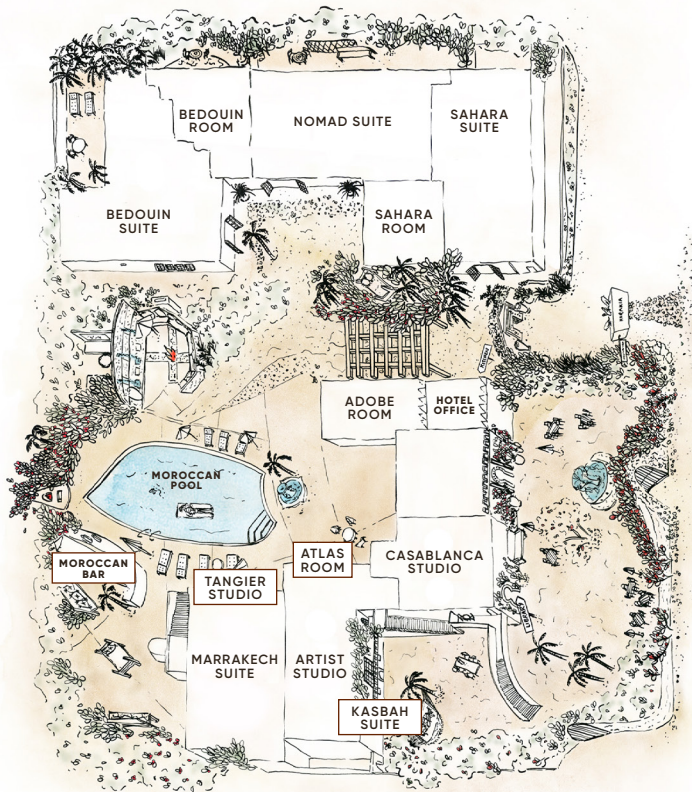 BEDOUIN
ROOM
NOMAD SUITE
SAHARA
SUITE
BEDOUIN
SUITE
SAHARA
ROOM
ADOBE
ROOM
HOTEL
OFFICE
MOROCCAN
POOL
MOROCCAN
BAR
TANGIER
STUDIO
ATLAS
ROOM
CASABLANCA
STUDIO
MARRAKECH
SUITE
ARTIST
STUDIO
KASBAH
SUITE